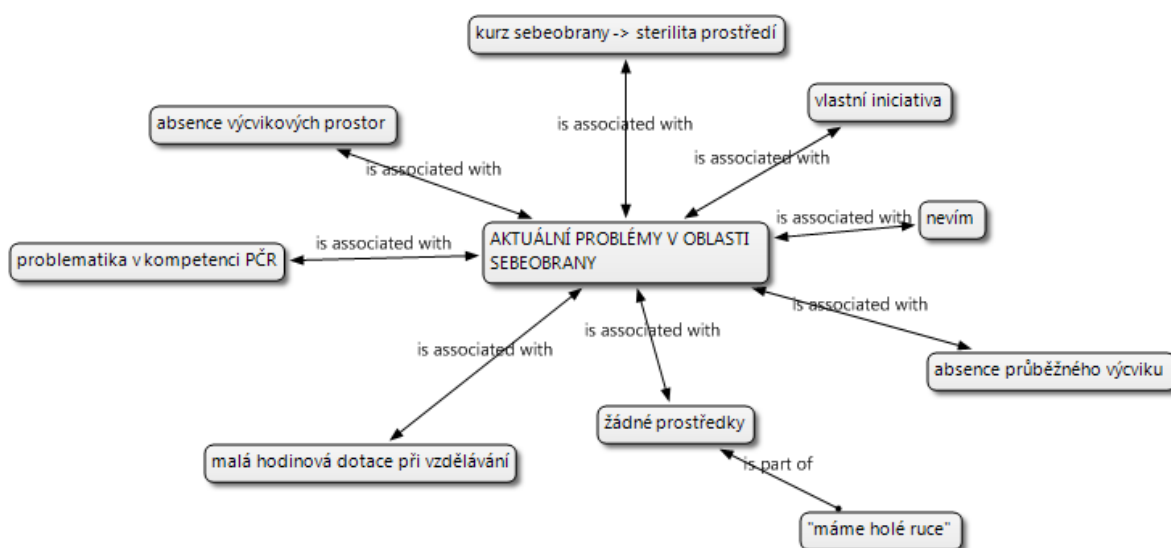 kurz sebeobrany -> sterilita prostředí
vlastní iniciativa
absence výcvikových prostor
is associated with
is associated with
is associated with
nevím
is associated with
AKTUÁLNÍ PROBLÉMY V OBLASTI
SEBEOBRANY
is associated with
problematika v kompetenci PČR
is associated with
is associated with
is associated with
absence průběžného výcviku
žádné prostředky
malá hodinová dotace při vzdělávání
is part of
"máme holé ruce"